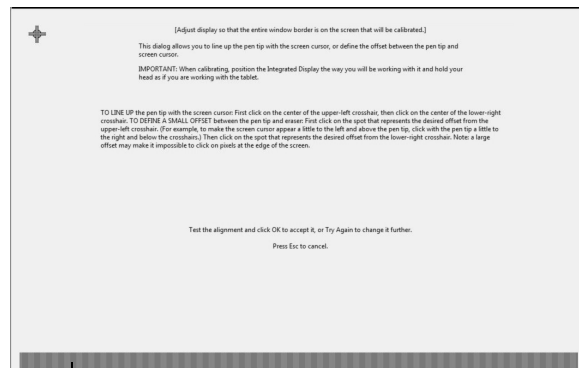 [Adjust display so that the entire window border is on the screen that will be calibrated.]
This dialog allows you to line up the pen tip with the screen cursor, or define the offset between the pen tip and
screen cursor.
IMPORTANT: When calibrating, position the Integrated Display the way you will be working with it and hold your
head as if you are working with the tablet.
TO LINE UP the pen tip with the screen cursor: First click on the center of the upper-left crosshair, then click on the center of the lower-right
crosshair. TO DEFINE A SMALL OFFSET between the pen tip and eraser: First click on the spot that represents the desired offset from the
upper-left crosshair. (For example, to make the screen cursor appear a little to the left and above the pen tip, click with the pen tip a little to
the right and below the crosshairs.) Then click on the spot that represents the desired offset from the lower-right crosshair. Note: a large
offset may make it impossible to click on pixels at the edge of the screen.
Test the alignment and click OK to accept it, or Try Again to change it further.
Press Esc to cancel.